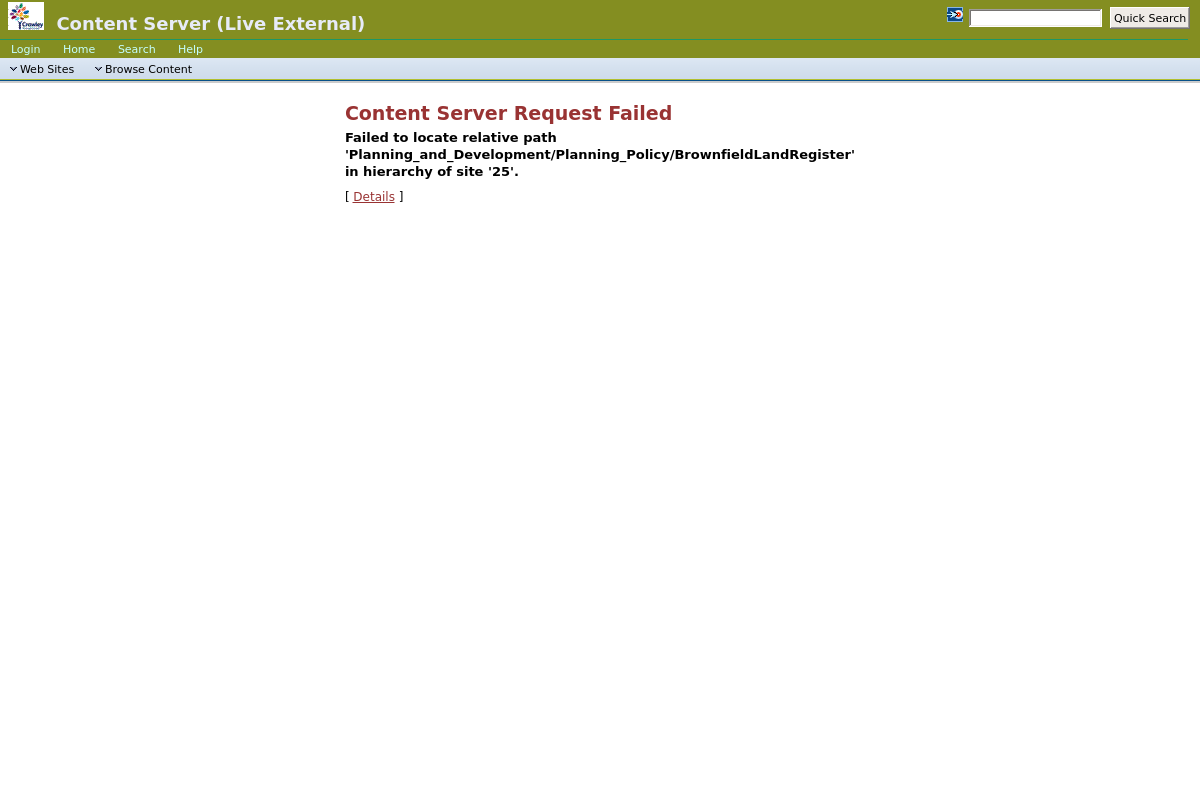 Crawley
Content Server (Live External)
Quick Search
Login Home Search Help
Web Sites Browse Content
Content Server Request Failed
Failed to locate relative path
'Planning_and_Development/Planning_Policy/BrownfieldLandRegister'
in hierarchy of site '25'.
[ Details ]